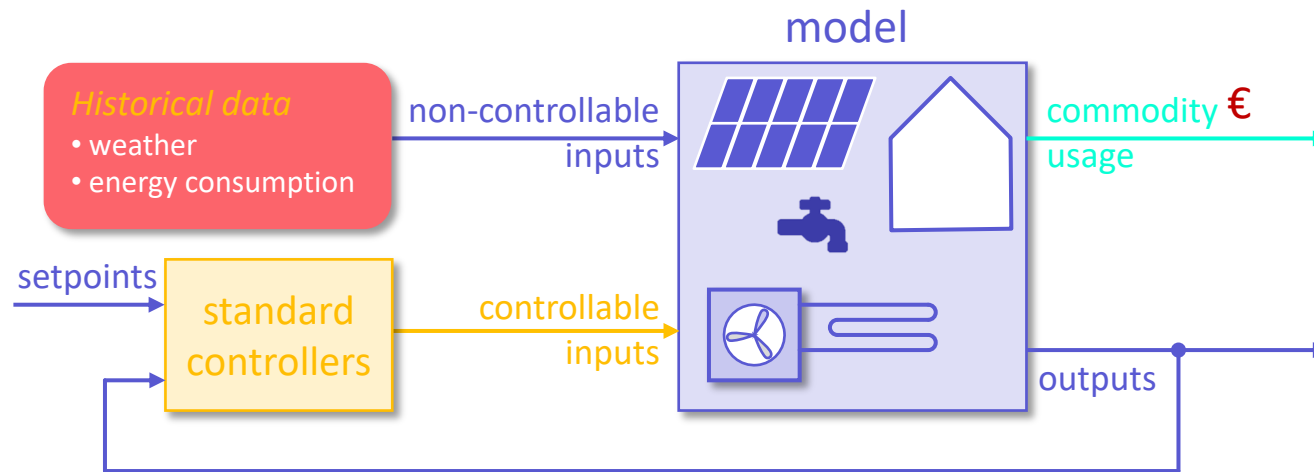 model
Historical data
• weather
• energy consumption
non-controllable
inputs
commodity €
usage
setpoints
standard
controllers
controllable
inputs
outputs